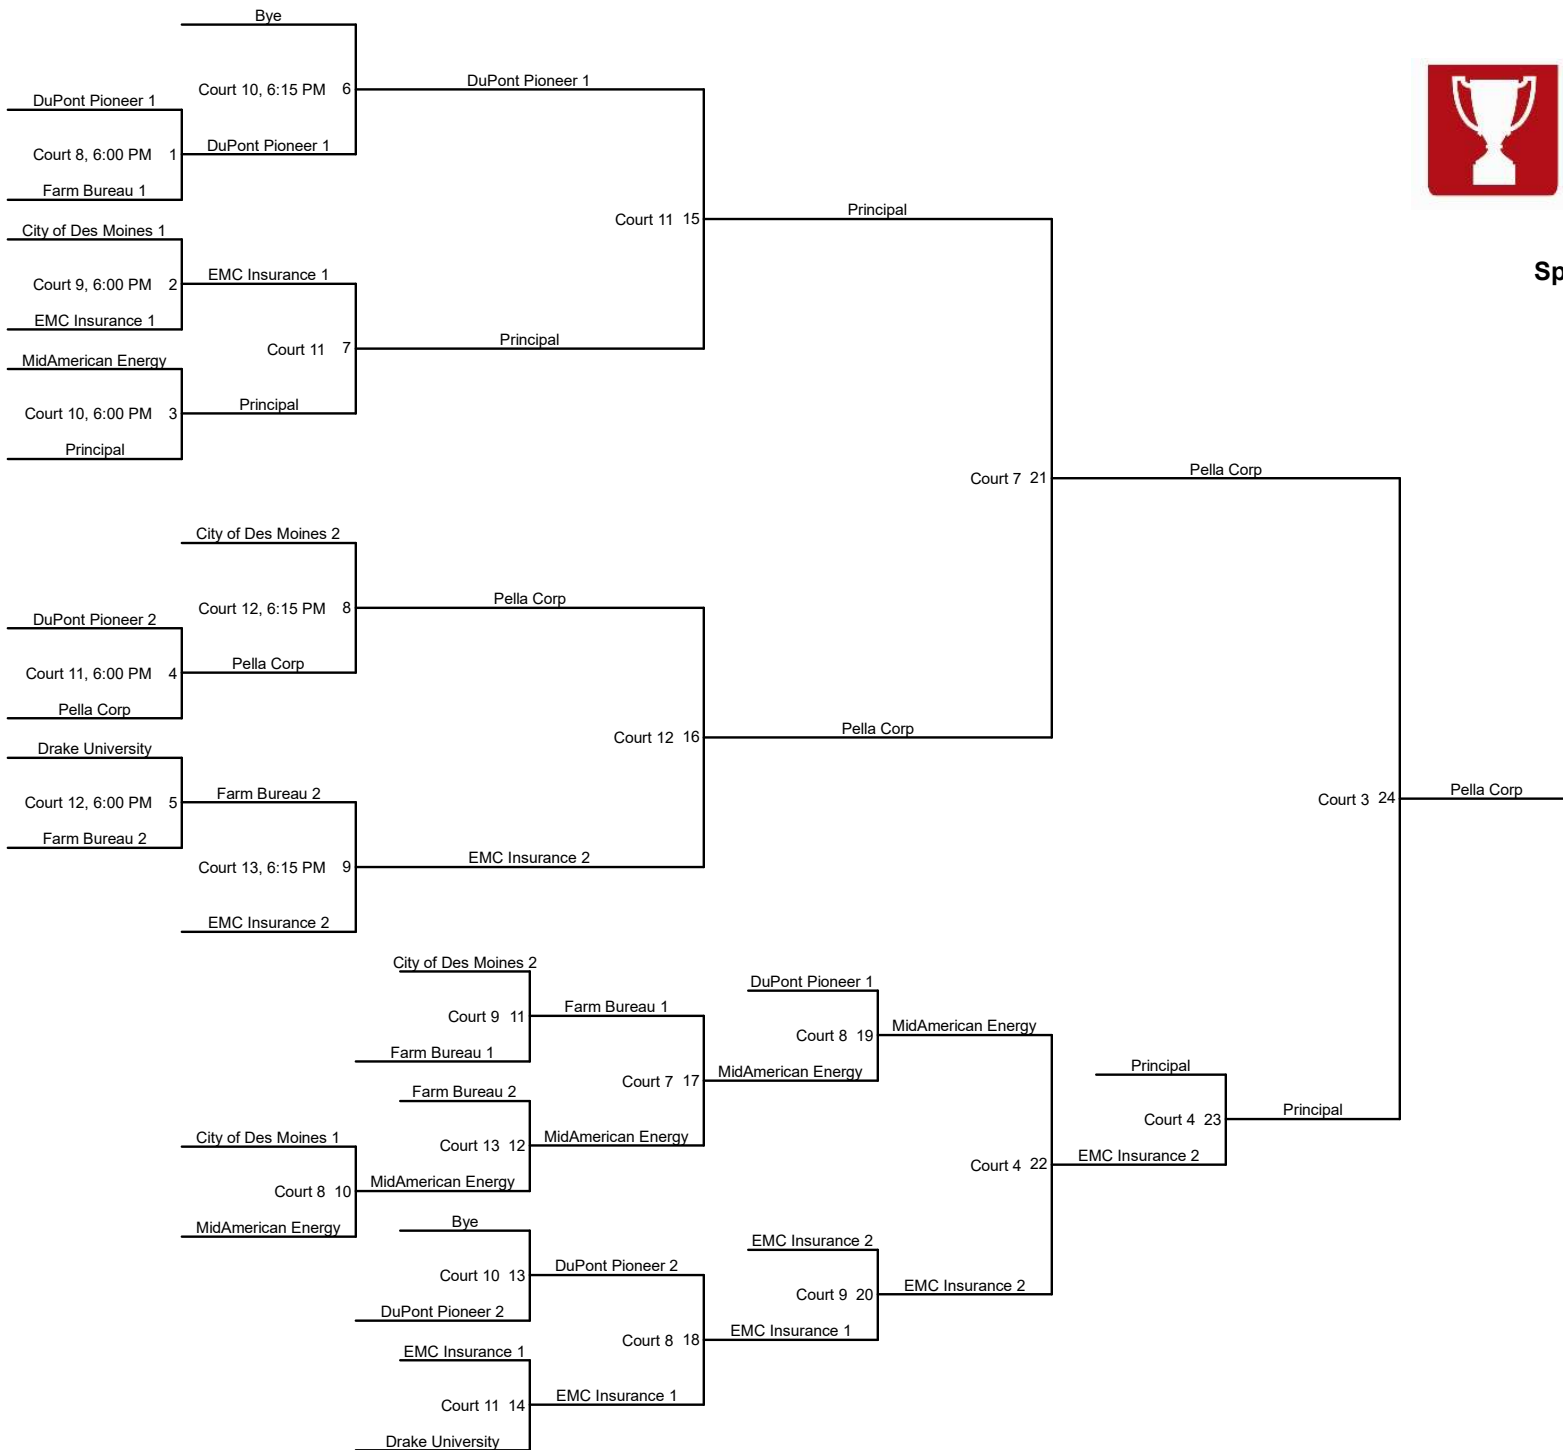 Bye
DuPont Pioneer 1
Court 10, 6:15 PM 6
DuPont Pioneer 1
Court 8, 6:00 PM 1
DuPont Pioneer 1
Farm Bureau 1
City of Des Moines 1
Court 11 15
Principal
Sp
Court 9, 6:00 PM 2
EMC Insurance 1
EMC Insurance 1
Court 11 7
Principal
MidAmerican Energy
Court 10, 6:00 PM 3
Principal
Principal
Court 7 21
Pella Corp
City of Des Moines 2
Court 12, 6:15 PM 8
Pella Corp
DuPont Pioneer 2
Court 11, 6:00 PM 4
Pella Corp
Pella Corp
Court 12 16
Pella Corp
Drake University
Court 12, 6:00 PM 5
Farm Bureau 2
Farm Bureau 2
Court 3 24
Pella Corp
Court 13, 6:15 PM 9
EMC Insurance 2
EMC Insurance 2
City of Des Moines 2
Court 9 11
Farm Bureau 1
Farm Bureau 1
DuPont Pioneer 1
Court 8 19
MidAmerican Energy
Court 7 17
MidAmerican Energy
Farm Bureau 2
Court 13 12
MidAmerican Energy
City of Des Moines 1
Court 8 10
MidAmerican Energy
MidAmerican Energy
Principal
Court 4 23
Principal
Court 4 22
EMC Insurance 2
Bye
Court 10 13
DuPont Pioneer 2
DuPont Pioneer 2
EMC Insurance 2
Court 9 20
EMC Insurance 2
Court 8 18
EMC Insurance 1
EMC Insurance 1
Court 11 14
EMC Insurance 1
Drake University